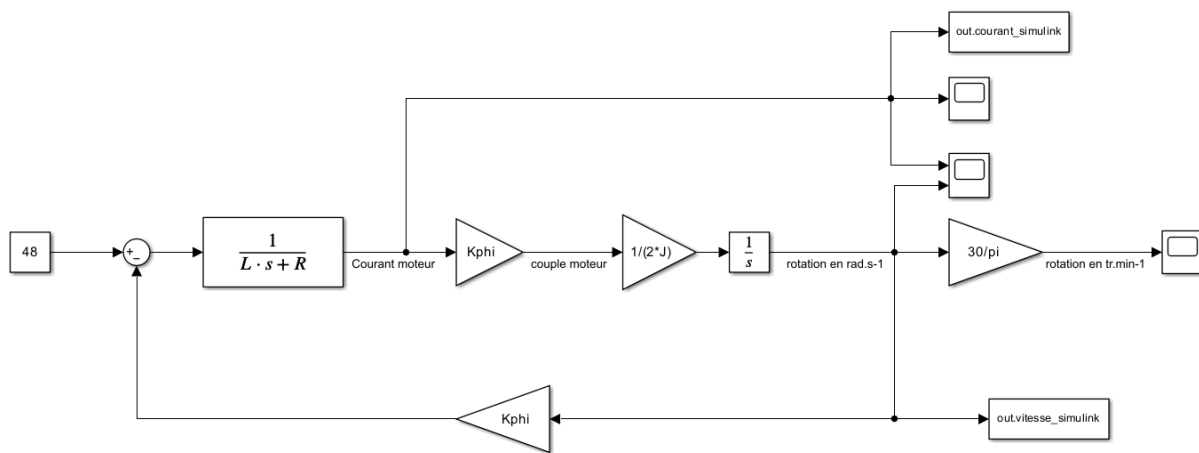 out.courant_simulink
48
+
−
1
L · s + R
Courant moteur
Kphi
couple moteur
1/(2*J)
1
s
rotation en rad.s-1
30/pi
rotation en tr.min-1
Kphi
out.vitesse_simulink